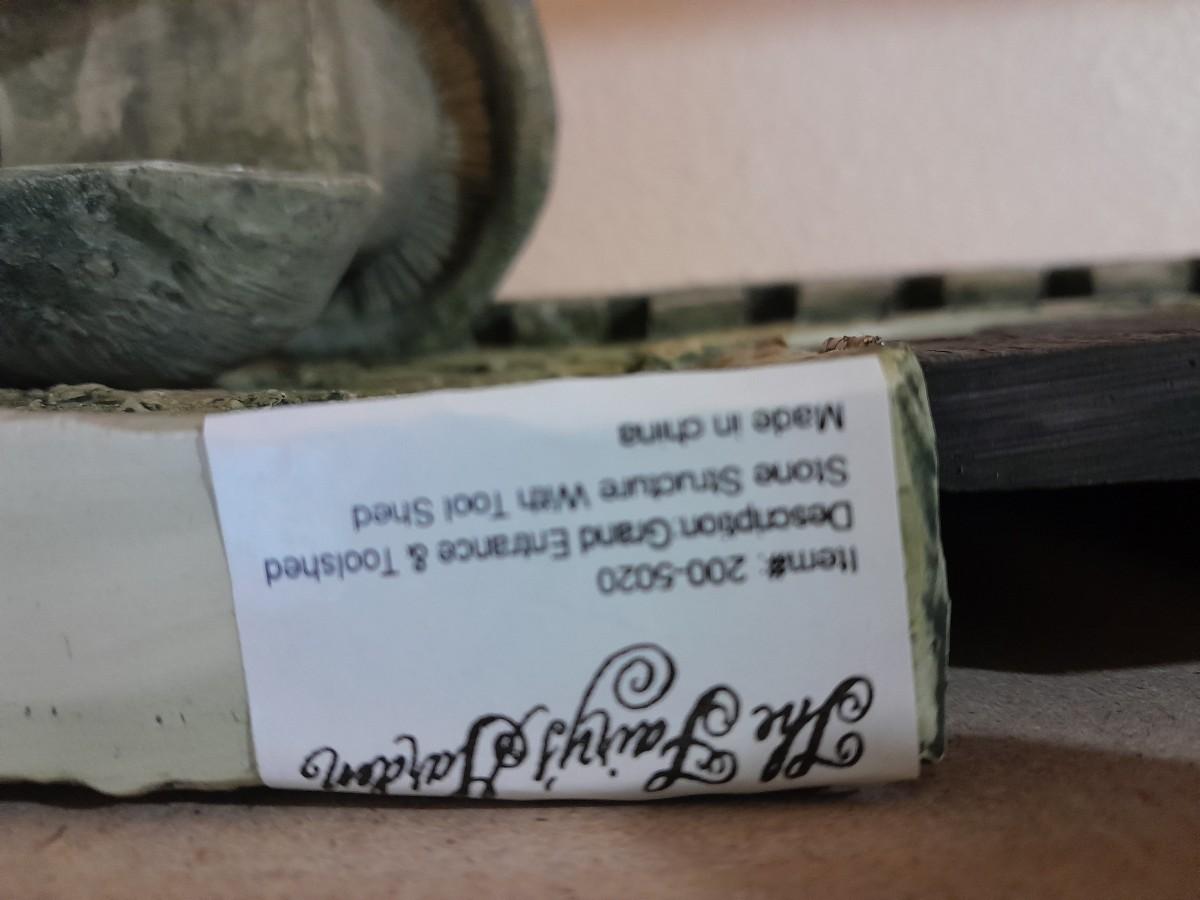 The Fairy's Garden
Item#: 200-5020
Description:Grand Entrance & Toolshed
Stone Structure With Tool Shed
Made in china